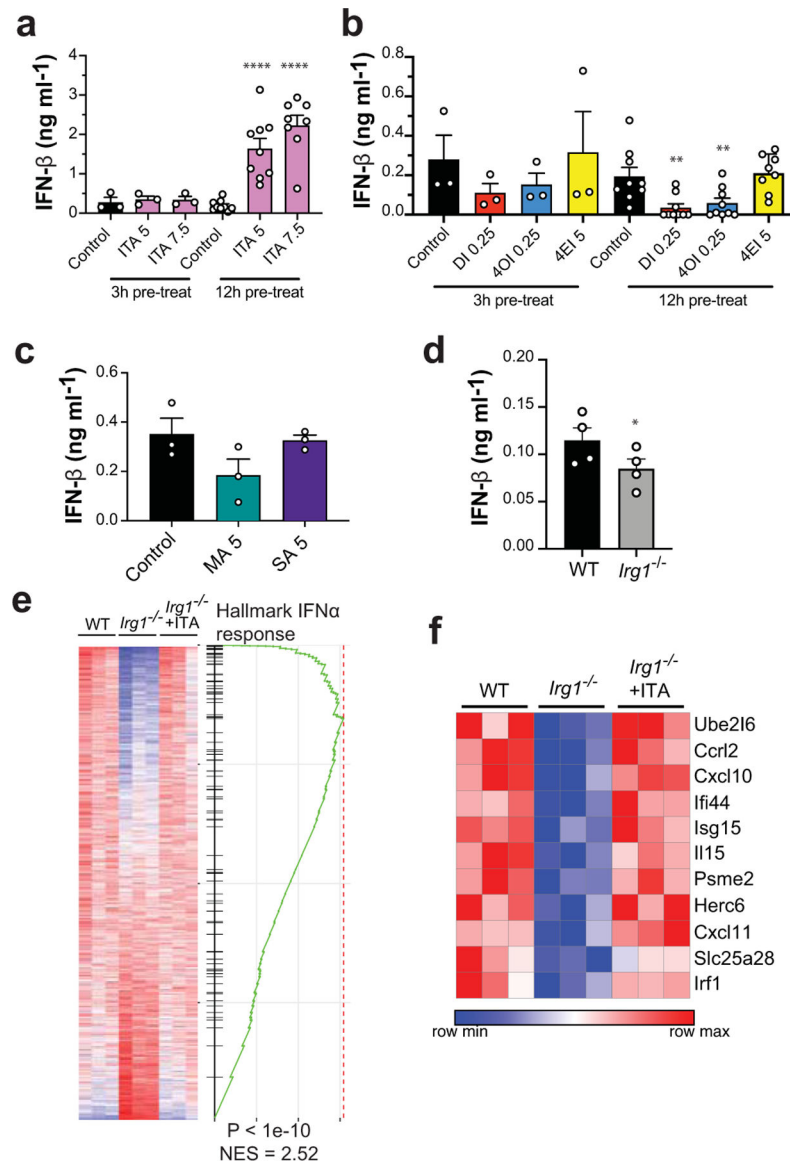 a
IFN-β (ng ml-1)
4
3
2
1
0
****
****
Control
ITA 5
ITA 7.5
Control
ITA 5
ITA 7.5
3h pre-treat
12h pre-treat
b
IFN-β (ng ml-1)
0.8
0.6
0.4
0.2
0.0
**
**
Control
DI 0.25
4OI 0.25
4EI 5
Control
DI 0.25
4OI 0.25
4EI 5
3h pre-treat
12h pre-treat
c
IFN-β (ng ml-1)
0.6
0.4
0.2
0.0
Control
MA 5
SA 5
d
IFN-β (ng ml-1)
0.20
0.15
0.10
0.05
0.00
*
WT
Irg1-/-
e
WT
Irg1-/-
Irg1-/-
+ITA
Hallmark IFNα
response
P < 1e-10
NES = 2.52
f
WT
Irg1-/-
Irg1-/-
+ITA
Ube2l6
Ccrl2
Cxcl10
Ifi44
Isg15
Il15
Psme2
Herc6
Cxcl11
Slc25a28
Irf1
row min
row max